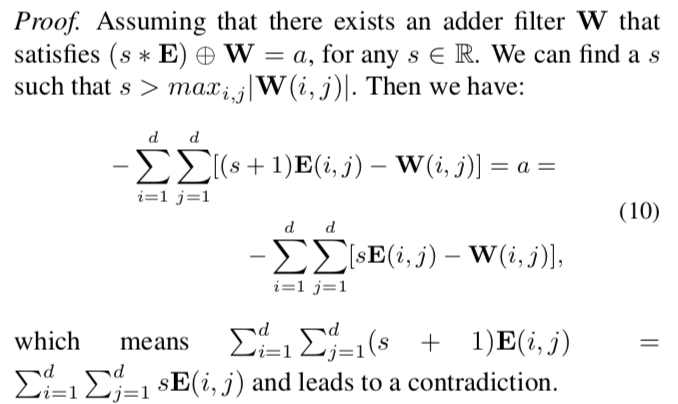 Proof. Assuming that there exists an adder filter W that
satisfies (s ∗ E) ⊕ W = a, for any s ∈ ℝ. We can find a s
such that s > max_{i,j}|W(i, j)|. Then we have:
− ∑_{i=1}^{d} ∑_{j=1}^{d} [(s + 1)E(i, j) − W(i, j)] = a =
(10)
− ∑_{i=1}^{d} ∑_{j=1}^{d} [sE(i, j) − W(i, j)],
which means ∑_{i=1}^{d} ∑_{j=1}^{d} (s + 1)E(i, j) =
∑_{i=1}^{d} ∑_{j=1}^{d} sE(i, j) and leads to a contradiction.